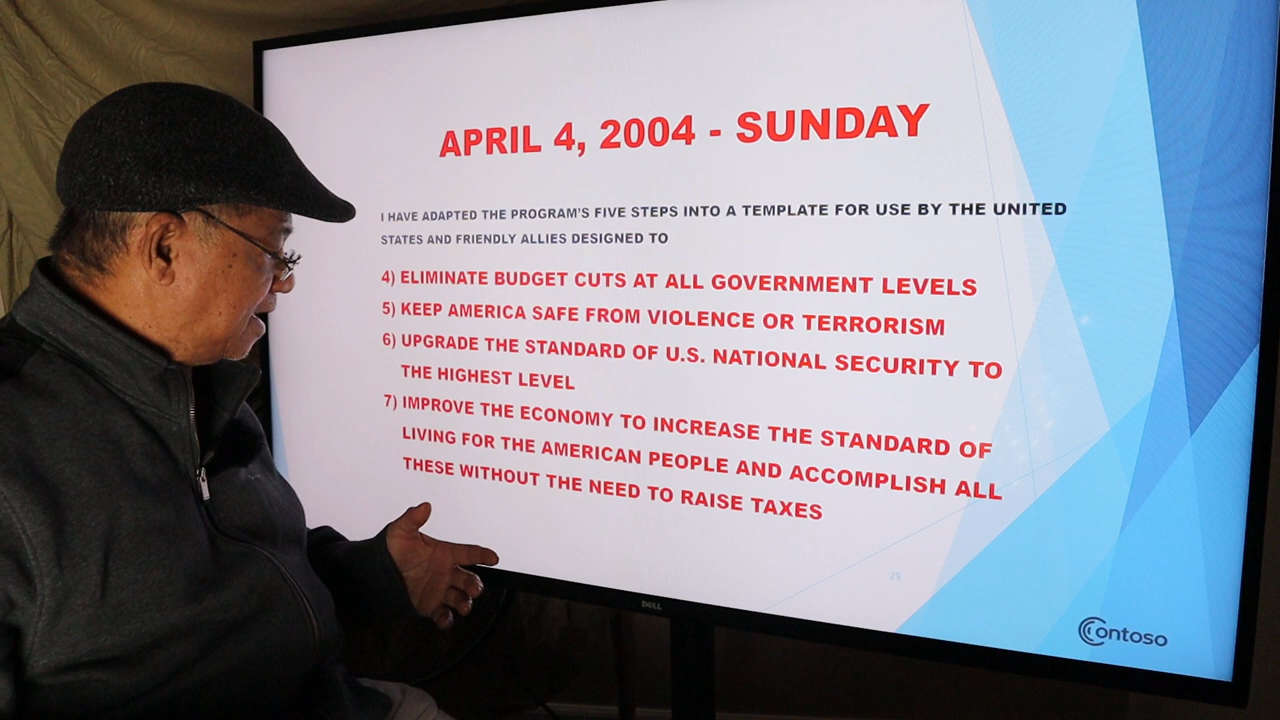 APRIL 4, 2004 - SUNDAY
I HAVE ADAPTED THE PROGRAM'S FIVE STEPS INTO A TEMPLATE FOR USE BY THE UNITED
STATES AND FRIENDLY ALLIES DESIGNED TO
4) ELIMINATE BUDGET CUTS AT ALL GOVERNMENT LEVELS
5) KEEP AMERICA SAFE FROM VIOLENCE OR TERRORISM
6) UPGRADE THE STANDARD OF U.S. NATIONAL SECURITY TO
THE HIGHEST LEVEL
7) IMPROVE THE ECONOMY TO INCREASE THE STANDARD OF
LIVING FOR THE AMERICAN PEOPLE AND ACCOMPLISH ALL
THESE WITHOUT THE NEED TO RAISE TAXES
29
Contoso
DELL